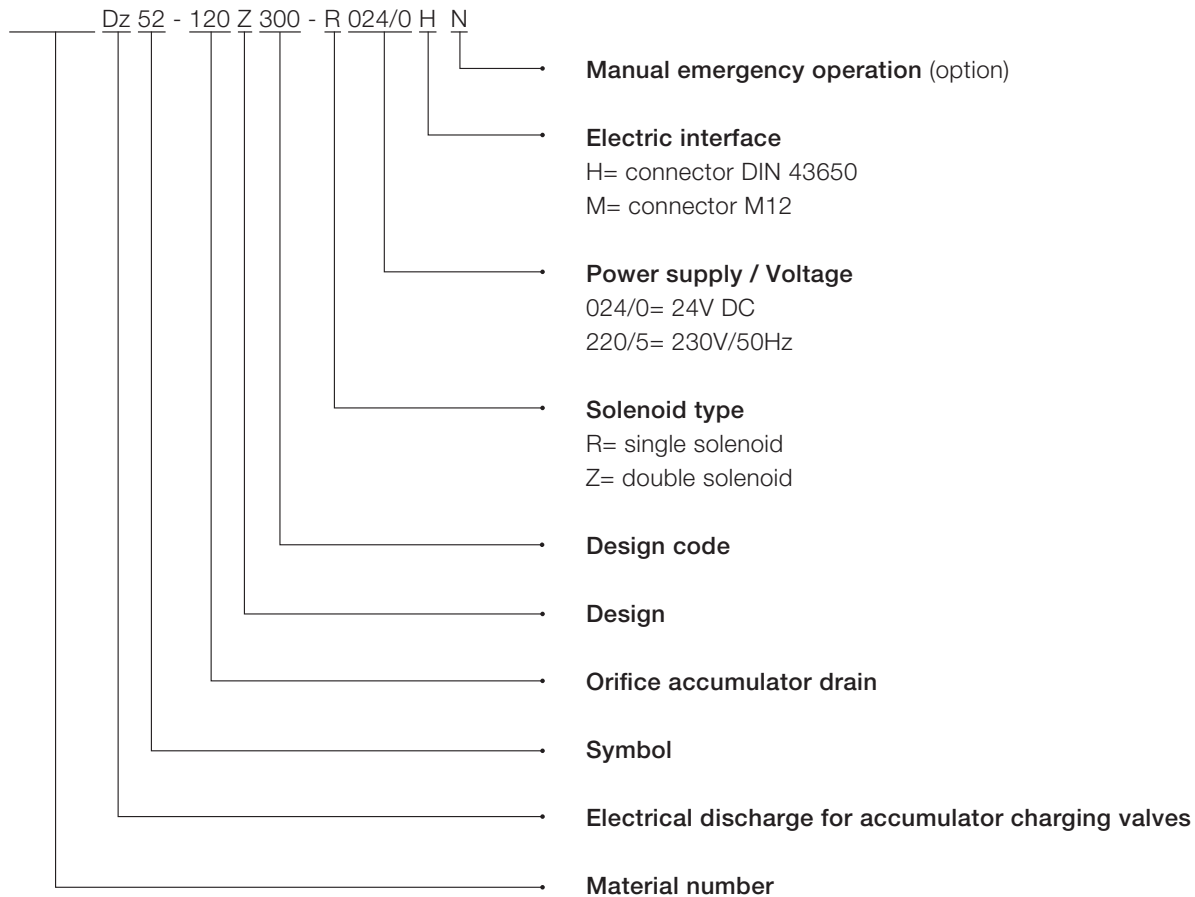 Dz 52 - 120 Z 300 - R 024/0 H N
Manual emergency operation (option)
Electric interface
H= connector DIN 43650
M= connector M12
Power supply / Voltage
024/0= 24V DC
220/5= 230V/50Hz
Solenoid type
R= single solenoid
Z= double solenoid
Design code
Design
Orifice accumulator drain
Symbol
Electrical discharge for accumulator charging valves
Material number